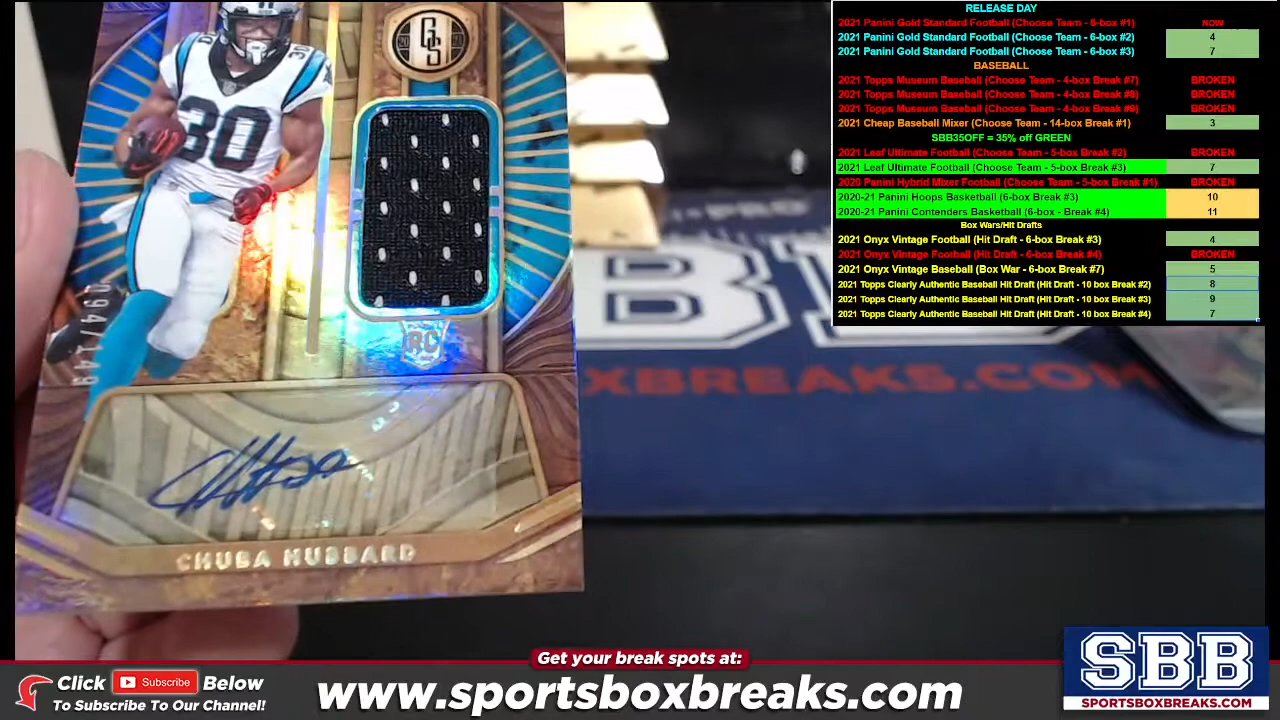 RELEASE DAY
2021 Panini Gold Standard Football (Choose Team - 6-box #1) NOW
2021 Panini Gold Standard Football (Choose Team - 6-box #2) 4
2021 Panini Gold Standard Football (Choose Team - 6-box #3) 7
BASEBALL
2021 Topps Museum Baseball (Choose Team - 4-box Break #7) BROKEN
2021 Topps Museum Baseball (Choose Team - 4-box Break #8) BROKEN
2021 Topps Museum Baseball (Choose Team - 4-box Break #9) BROKEN
2021 Cheap Baseball Mixer (Choose Team - 14-box Break #1) 3
SBB35OFF = 35% off GREEN
2021 Leaf Ultimate Football (Choose Team - 5-box Break #2) BROKEN
2021 Leaf Ultimate Football (Choose Team - 5-box Break #3) 7
2020 Panini Hybrid Mixer Football (Choose Team - 5-box Break #1) BROKEN
2020-21 Panini Hoops Basketball (6-box Break #3) 10
2020-21 Panini Contenders Basketball (6-box - Break #4) 11
Box Wars/Hit Drafts
2021 Onyx Vintage Football (Hit Draft - 6-box Break #3) 4
2021 Onyx Vintage Football (Hit Draft - 6-box Break #4) BROKEN
2021 Onyx Vintage Baseball (Box War - 6-box Break #7) 5
2021 Topps Clearly Authentic Baseball Hit Draft (Hit Draft - 10 box Break #2) 8
2021 Topps Clearly Authentic Baseball Hit Draft (Hit Draft - 10 box Break #3) 9
2021 Topps Clearly Authentic Baseball Hit Draft (Hit Draft - 10 box Break #4) 7
30
30
GS
094/149
RC
CHUBA HUBBARD
XBREAKS.COM
Get your break spots at:
Click Subscribe Below
To Subscribe To Our Channel!
www.sportsboxbreaks.com
SBB
SPORTSBOXBREAKS.COM